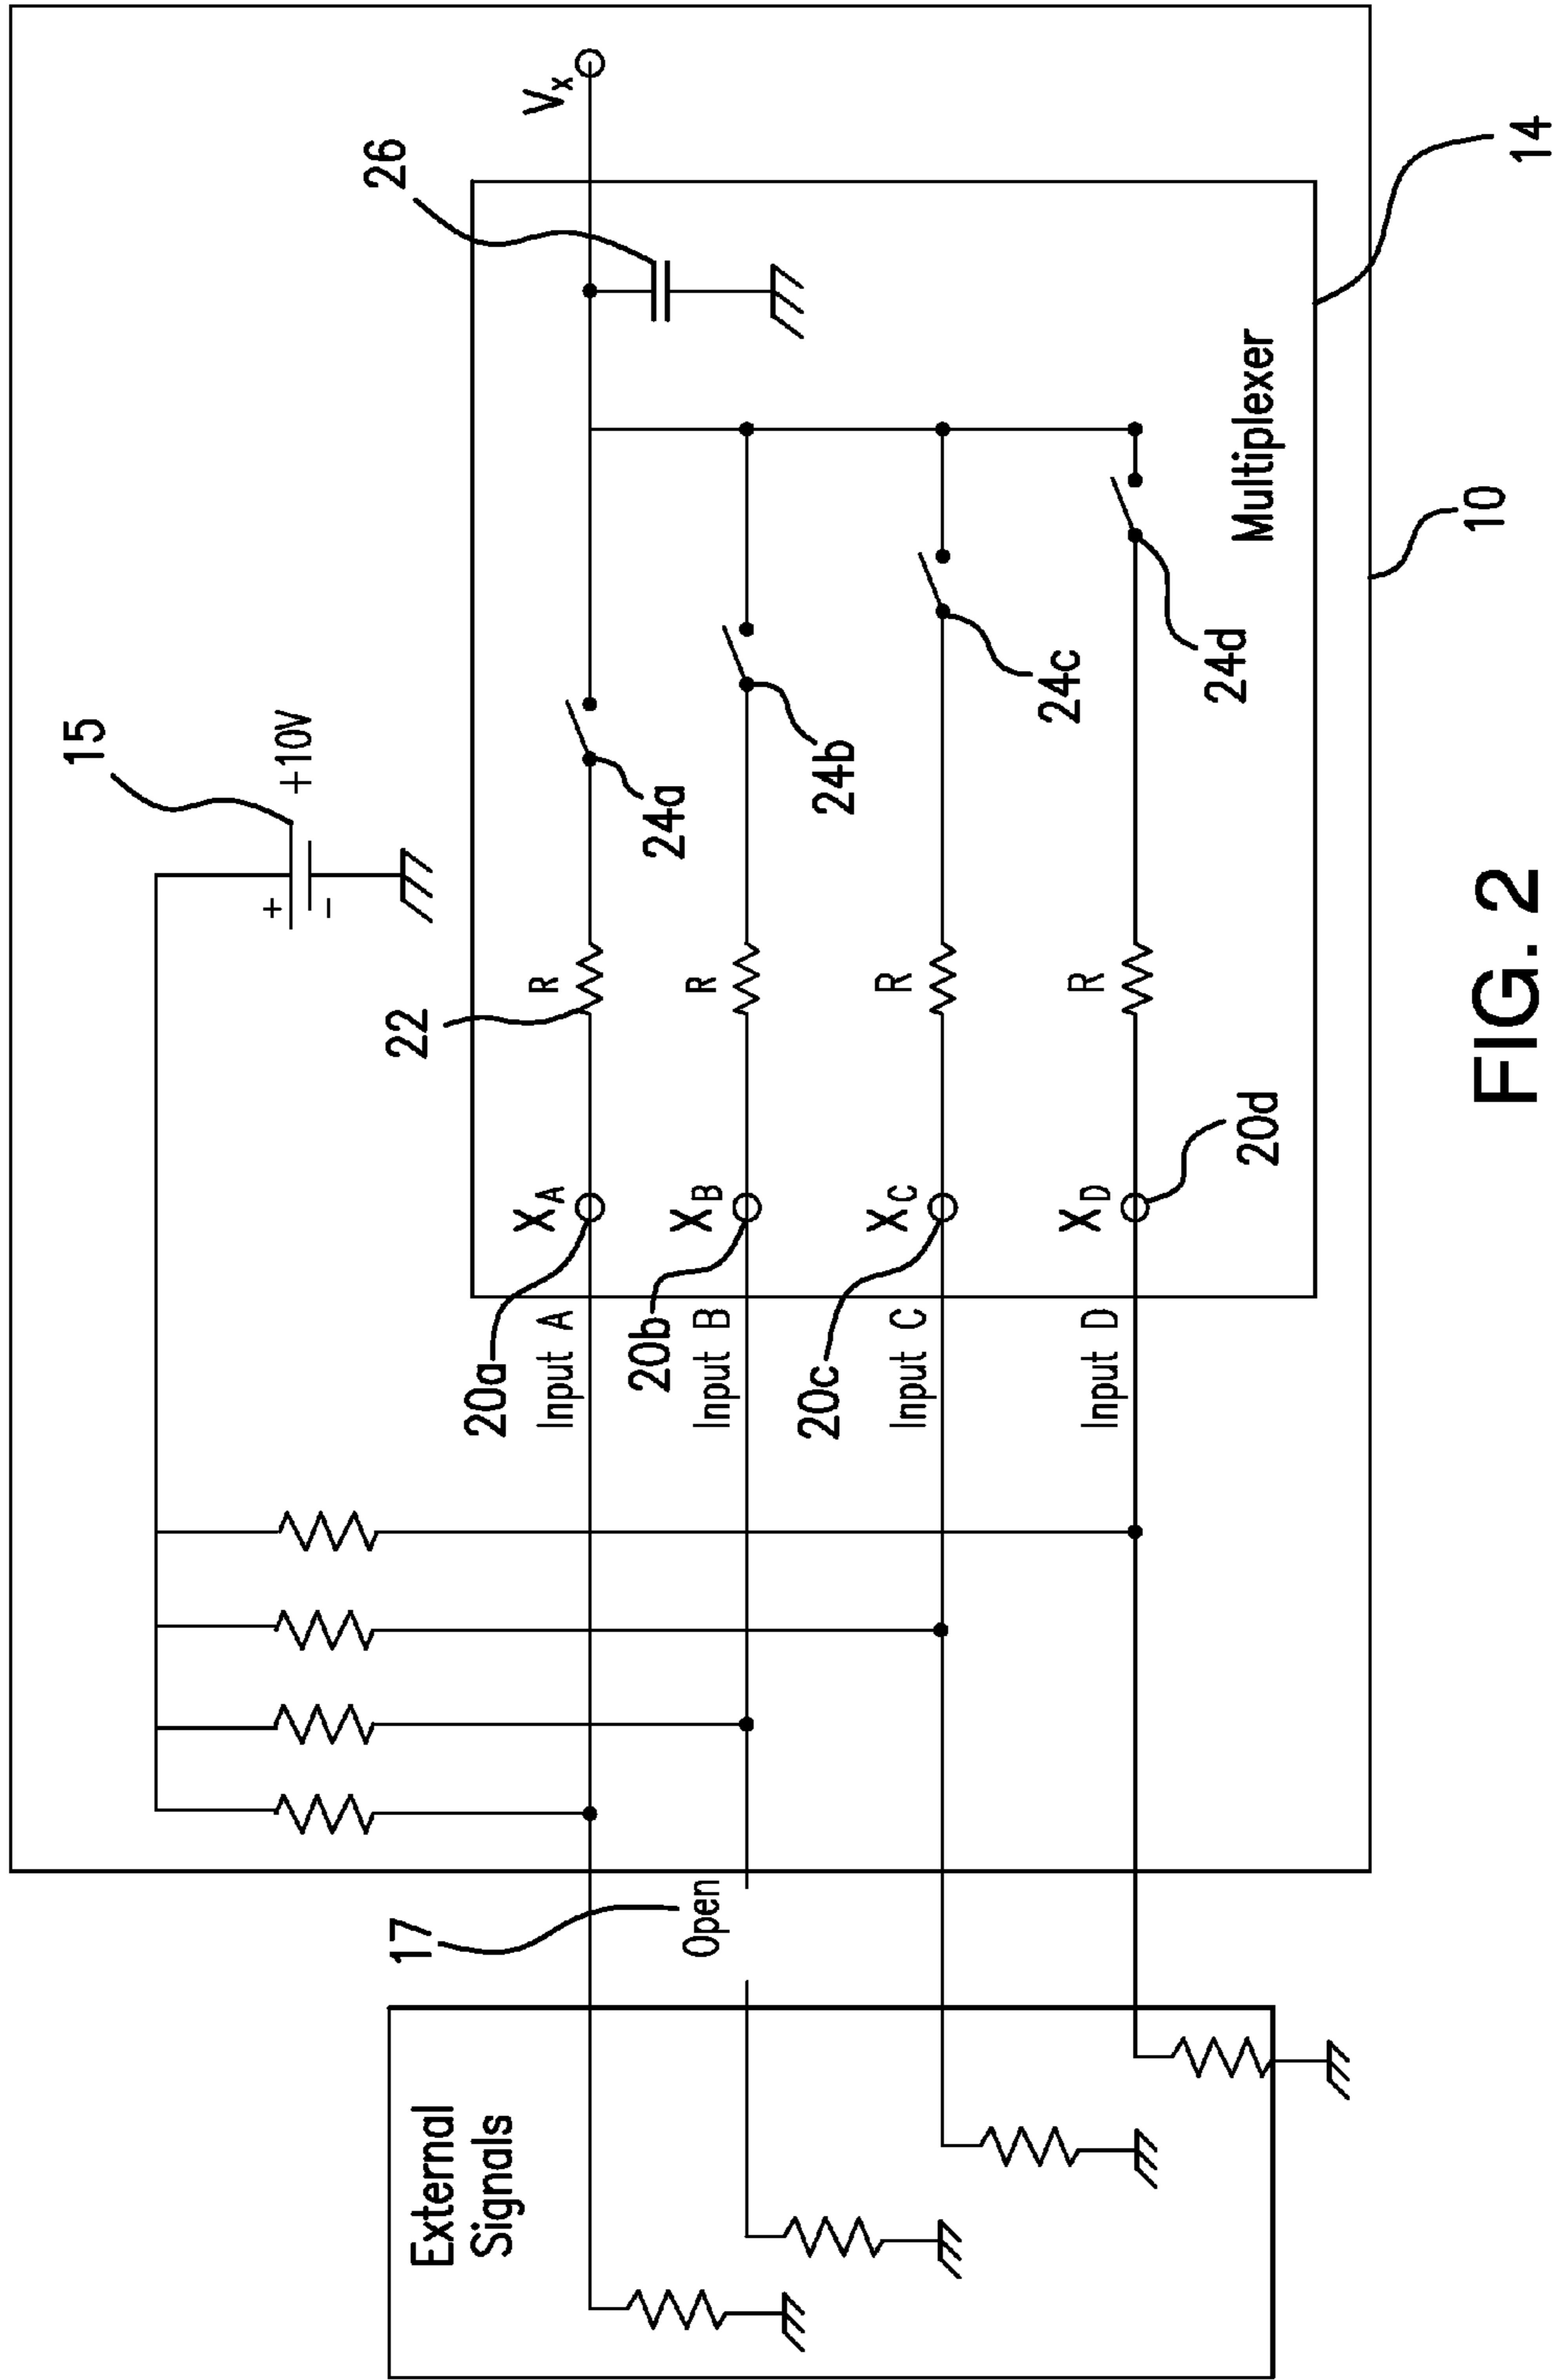 15
+10V
+
−
26
Vx
22
R
24a
R
24b
R
24c
R
24d
17
Open
20a
Input A
XA
20b
Input B
XB
20c
Input C
XC
Input D
XD
20d
External
Signals
Multiplexer
14
10
FIG. 2